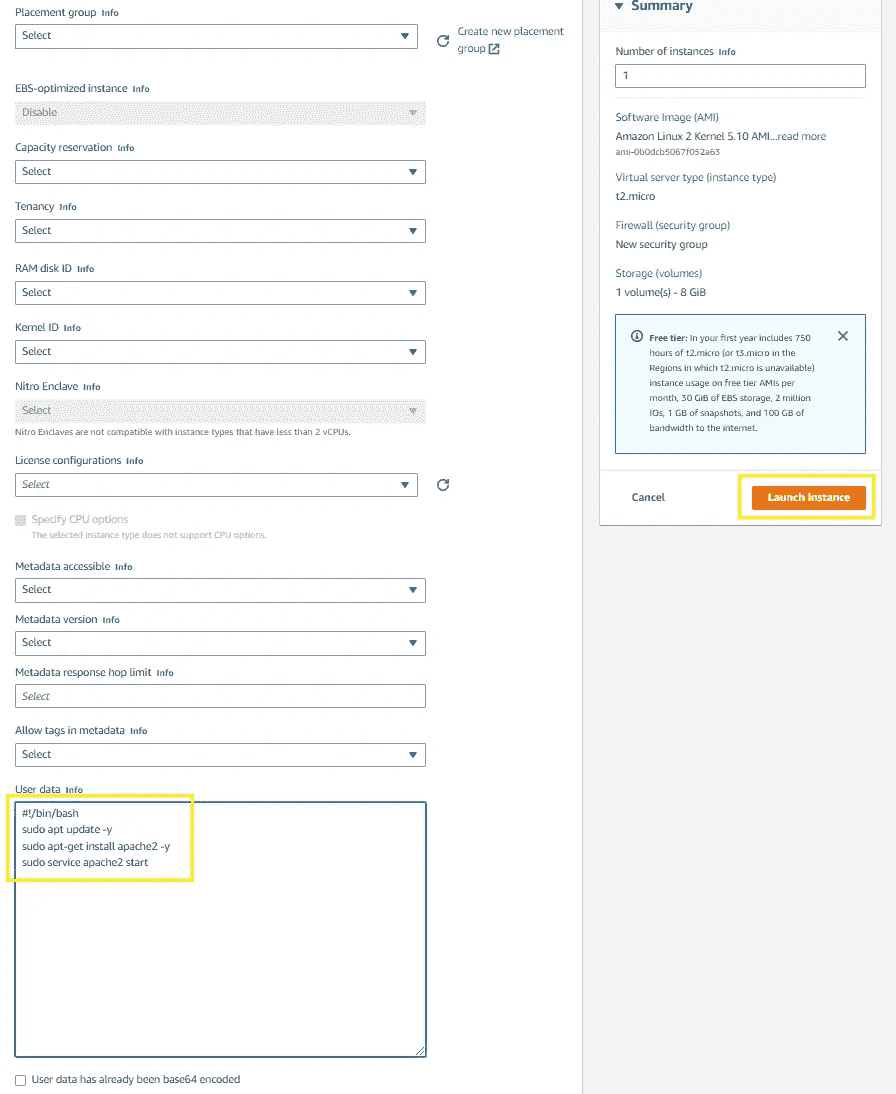 Placement group Info
Select
Create new placement
group
EBS-optimized instance Info
Disable
Capacity reservation Info
Select
Tenancy Info
Select
RAM disk ID Info
Select
Kernel ID Info
Select
Nitro Enclave Info
Select
Nitro Enclaves are not compatible with instance types that have less than 2 vCPUs.
License configurations Info
Select
Specify CPU options
The selected instance type does not support CPU options.
Metadata accessible Info
Select
Metadata version Info
Select
Metadata response hop limit Info
Select
Allow tags in metadata Info
Select
User data Info
#!/bin/bash
sudo apt update -y
sudo apt-get install apache2 -y
sudo service apache2 start
User data has already been base64 encoded
Summary
Number of instances Info
1
Software Image (AMI)
Amazon Linux 2 Kernel 5.10 AMI...read more
ami-0b0dcb5067f052a63
Virtual server type (instance type)
t2.micro
Firewall (security group)
New security group
Storage (volumes)
1 volume(s) - 8 GiB
Free tier: In your first year includes 750
hours of t2.micro (or t3.micro in the
Regions in which t2.micro is unavailable)
instance usage on free tier AMIs per
month, 30 GiB of EBS storage, 2 million
IOs, 1 GB of snapshots, and 100 GB of
bandwidth to the internet.
Cancel
Launch instance